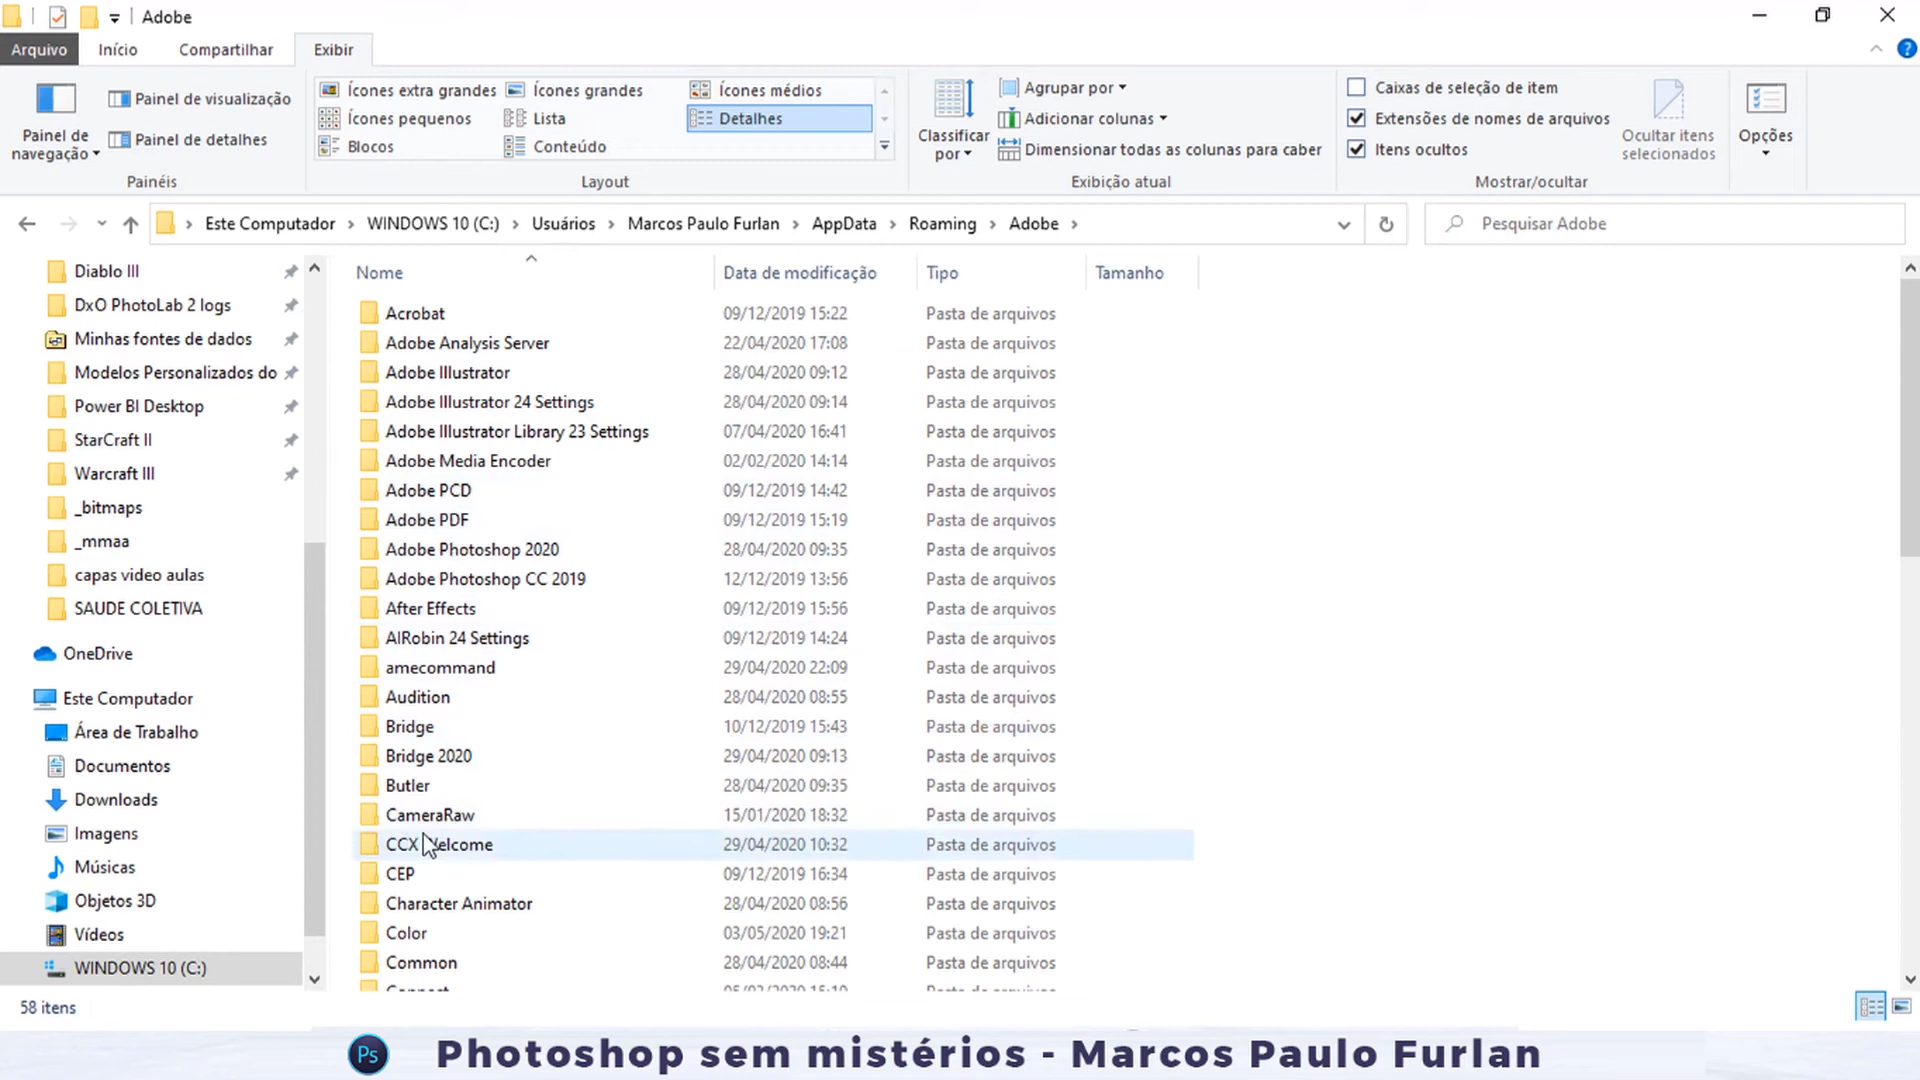 Adobe
Arquivo Início Compartilhar Exibir
Painel de navegação
Painel de visualização
Painel de detalhes
Painéis
Ícones extra grandes Ícones grandes Ícones médios
Ícones pequenos Lista Detalhes
Blocos Conteúdo
Layout
Classificar por
Agrupar por
Adicionar colunas
Dimensionar todas as colunas para caber
Exibição atual
Caixas de seleção de item
Extensões de nomes de arquivos
Itens ocultos
Ocultar itens selecionados
Mostrar/ocultar
Opções
Este Computador > WINDOWS 10 (C:) > Usuários > Marcos Paulo Furlan > AppData > Roaming > Adobe >
Pesquisar Adobe
Diablo III
DxO PhotoLab 2 logs
Minhas fontes de dados
Modelos Personalizados do
Power BI Desktop
StarCraft II
Warcraft III
_bitmaps
_mmaa
capas video aulas
SAUDE COLETIVA
OneDrive
Este Computador
Área de Trabalho
Documentos
Downloads
Imagens
Músicas
Objetos 3D
Vídeos
WINDOWS 10 (C:)
Nome Data de modificação Tipo Tamanho
Acrobat 09/12/2019 15:22 Pasta de arquivos
Adobe Analysis Server 22/04/2020 17:08 Pasta de arquivos
Adobe Illustrator 28/04/2020 09:12 Pasta de arquivos
Adobe Illustrator 24 Settings 28/04/2020 09:14 Pasta de arquivos
Adobe Illustrator Library 23 Settings 07/04/2020 16:41 Pasta de arquivos
Adobe Media Encoder 02/02/2020 14:14 Pasta de arquivos
Adobe PCD 09/12/2019 14:42 Pasta de arquivos
Adobe PDF 09/12/2019 15:19 Pasta de arquivos
Adobe Photoshop 2020 28/04/2020 09:35 Pasta de arquivos
Adobe Photoshop CC 2019 12/12/2019 13:56 Pasta de arquivos
After Effects 09/12/2019 15:56 Pasta de arquivos
AIRobin 24 Settings 09/12/2019 14:24 Pasta de arquivos
amecommand 29/04/2020 22:09 Pasta de arquivos
Audition 28/04/2020 08:55 Pasta de arquivos
Bridge 10/12/2019 15:43 Pasta de arquivos
Bridge 2020 29/04/2020 09:13 Pasta de arquivos
Butler 28/04/2020 09:35 Pasta de arquivos
CameraRaw 15/01/2020 18:32 Pasta de arquivos
CCX Welcome 29/04/2020 10:32 Pasta de arquivos
CEP 09/12/2019 16:34 Pasta de arquivos
Character Animator 28/04/2020 08:56 Pasta de arquivos
Color 03/05/2020 19:21 Pasta de arquivos
Common 28/04/2020 08:44 Pasta de arquivos
58 itens
Ps Photoshop sem mistérios - Marcos Paulo Furlan